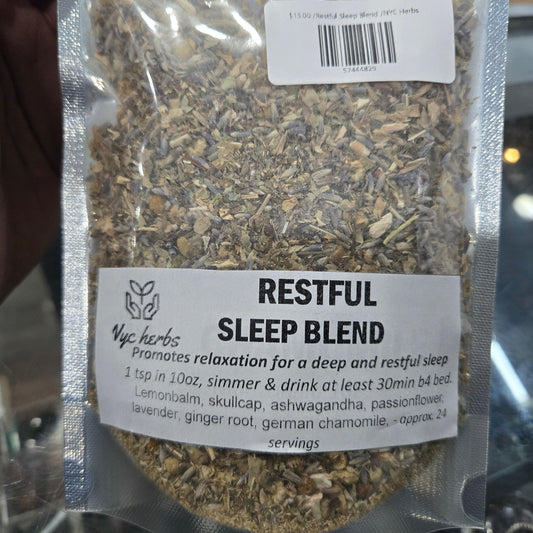 $15.00 /Restful Sleep Blend /NYC Herbs
57444829
Nyc herbs
RESTFUL
SLEEP BLEND
Promotes relaxation for a deep and restful sleep
1 tsp in 10oz, simmer & drink at least 30min b4 bed.
Lemonbalm, skullcap, ashwagandha, passionflower,
lavender, ginger root, german chamomile, - approx. 24
servings